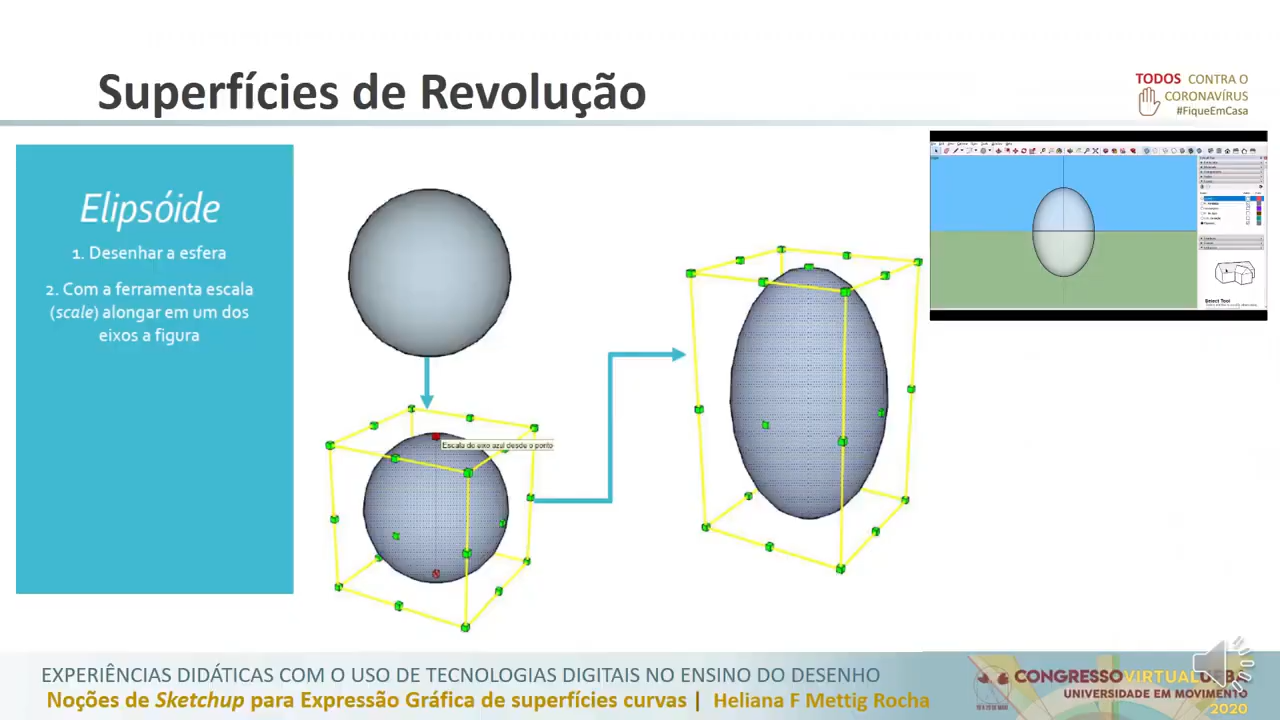 Superfícies de Revolução
TODOS CONTRA O
CORONAVÍRUS
#FiqueEmCasa
Elipsóide
1. Desenhar a esfera
2. Com a ferramenta escala
(scale) alongar em um dos
eixos a figura
Escala do eixo azul desde o ponto
Select Tool
EXPERIÊNCIAS DIDÁTICAS COM O USO DE TECNOLOGIAS DIGITAIS NO ENSINO DO DESENHO
Noções de Sketchup para Expressão Gráfica de superfícies curvas | Heliana F Mettig Rocha
CONGRESSOVIRTUAL
UNIVERSIDADE EM MOVIMENTO
2020